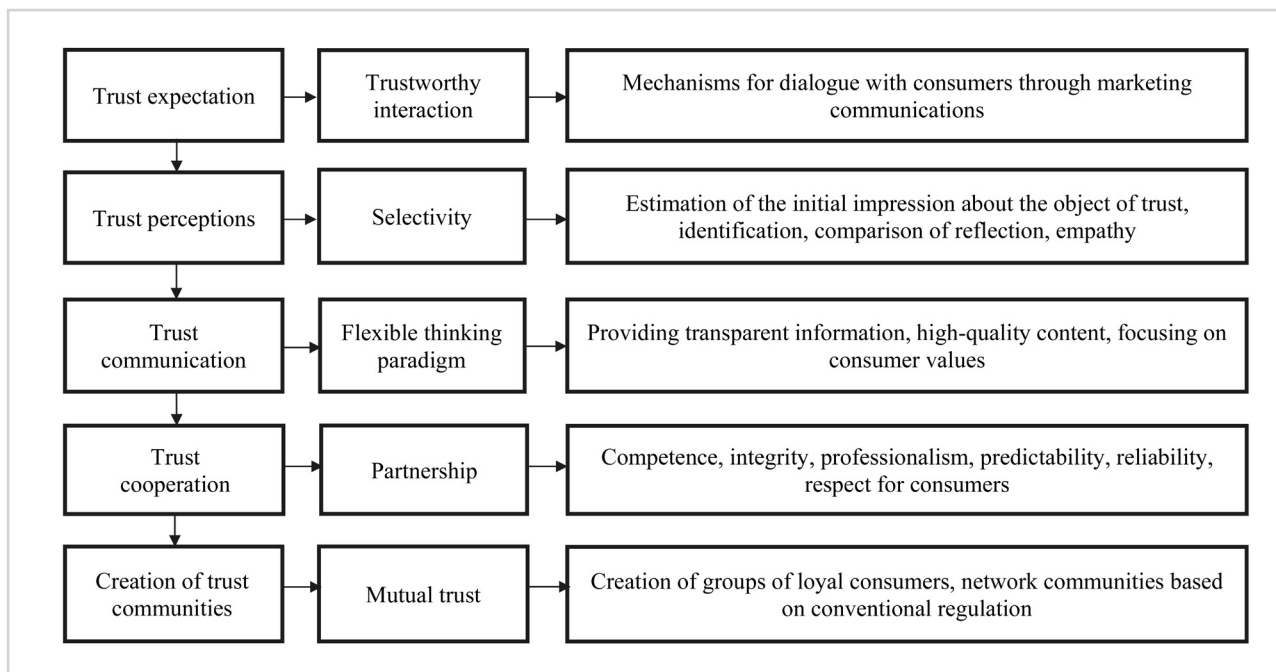 Trust expectation
Trustworthy
interaction
Mechanisms for dialogue with consumers through marketing
communications
Trust perceptions
Selectivity
Estimation of the initial impression about the object of trust,
identification, comparison of reflection, empathy
Trust
communication
Flexible thinking
paradigm
Providing transparent information, high-quality content, focusing on
consumer values
Trust
cooperation
Partnership
Competence, integrity, professionalism, predictability, reliability,
respect for consumers
Creation of trust
communities
Mutual trust
Creation of groups of loyal consumers, network communities based
on conventional regulation